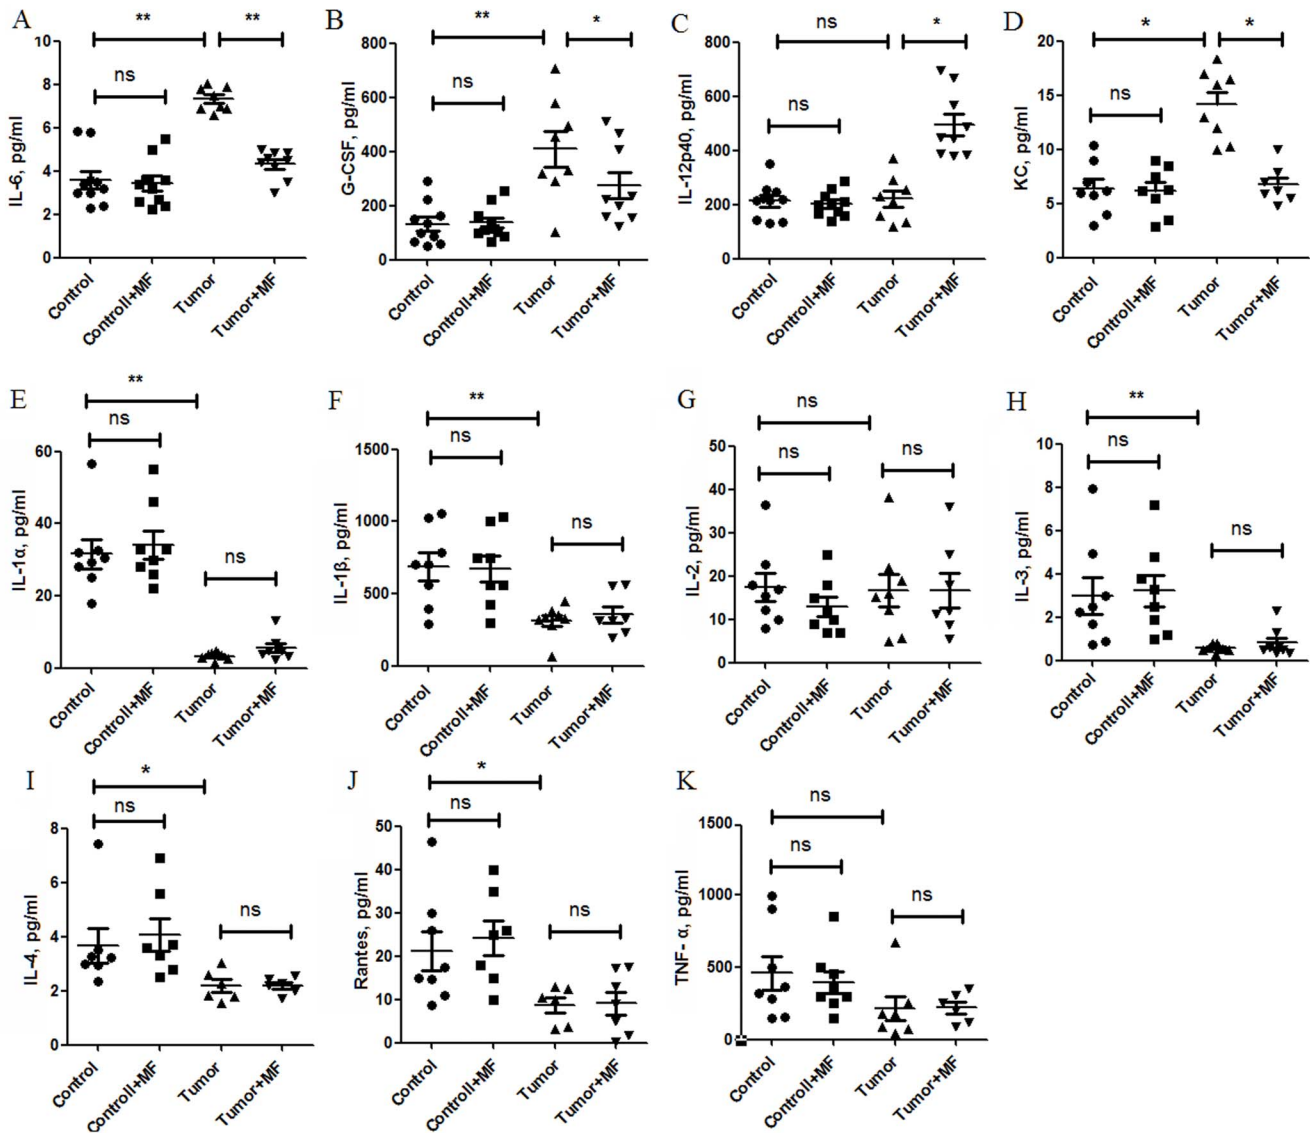 A
**
**
ns
IL-6, pg/ml
10
8
6
4
2
0
Control
Controll+MF
Tumor
Tumor+MF
B
**
*
ns
G-CSF, pg/ml
800
600
400
200
0
Control
Controll+MF
Tumor
Tumor+MF
C
ns
*
ns
IL-12p40, pg/ml
800
600
400
200
0
Control
Controll+MF
Tumor
Tumor+MF
D
*
*
ns
KC, pg/ml
20
15
10
5
0
Control
Controll+MF
Tumor
Tumor+MF
E
**
ns
ns
IL-1α, pg/ml
60
40
20
0
Control
Controll+MF
Tumor
Tumor+MF
F
**
ns
ns
IL-1β, pg/ml
1500
1000
500
0
Control
Controll+MF
Tumor
Tumor+MF
G
ns
ns
ns
IL-2, pg/ml
50
40
30
20
10
0
Control
Controll+MF
Tumor
Tumor+MF
H
**
ns
ns
IL-3, pg/ml
10
8
6
4
2
0
Control
Controll+MF
Tumor
Tumor+MF
I
*
ns
ns
IL-4, pg/ml
8
6
4
2
0
Control
Controll+MF
Tumor
Tumor+MF
J
*
ns
ns
Rantes, pg/ml
50
40
30
20
10
0
Control
Controll+MF
Tumor
Tumor+MF
K
ns
ns
ns
TNF- α, pg/ml
1500
1000
500
0
Control
Controll+MF
Tumor
Tumor+MF